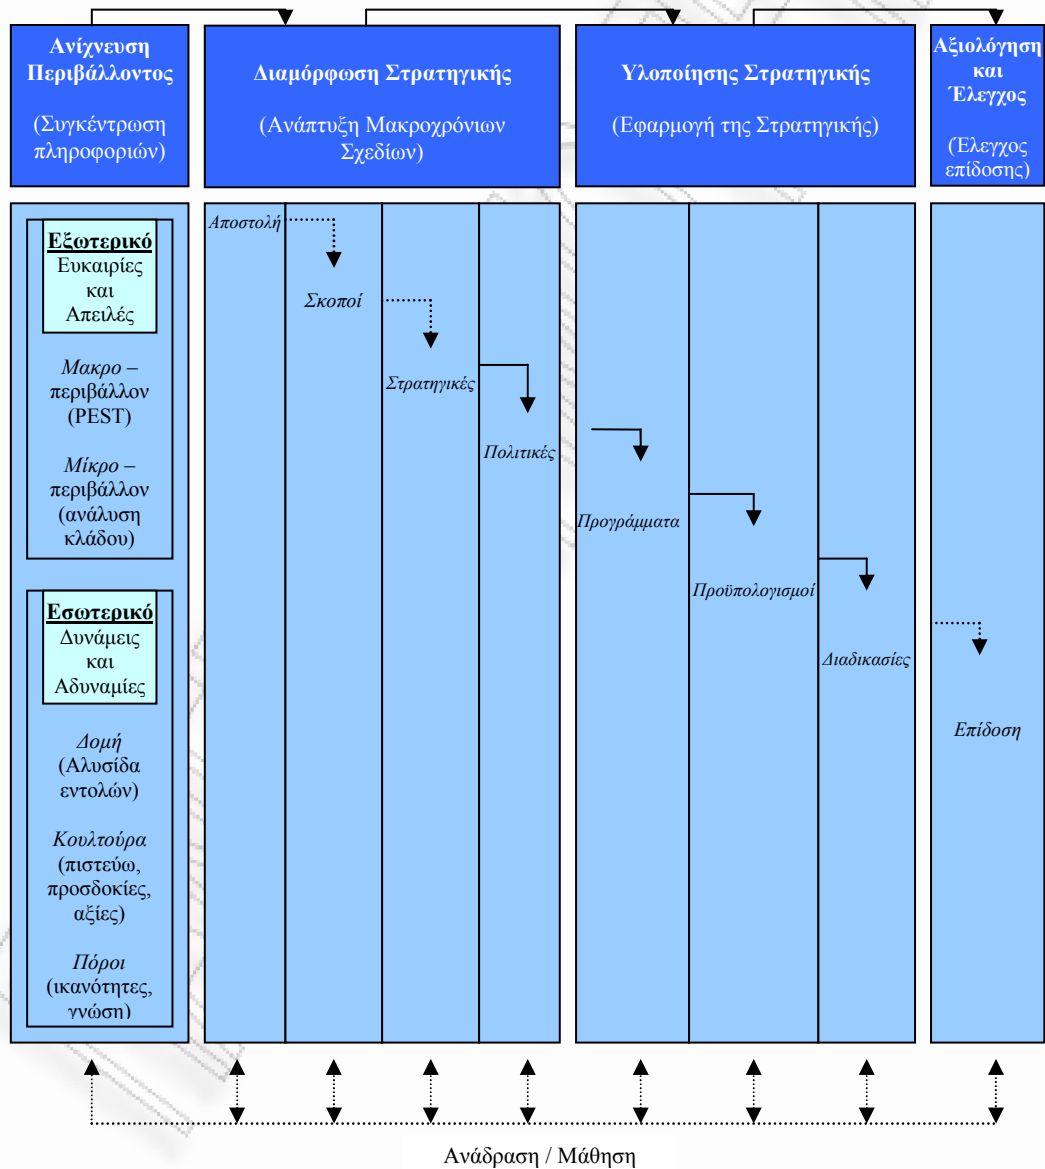 Ανίχνευση
Περιβάλλοντος
(Συγκέντρωση
πληροφοριών)
Διαμόρφωση Στρατηγικής
(Ανάπτυξη Μακροχρόνιων
Σχεδίων)
Υλοποίησης Στρατηγικής
(Εφαρμογή της Στρατηγικής)
Αξιολόγηση
και
Έλεγχος
(Έλεγχος
επίδοσης)
Εξωτερικό
Ευκαιρίες
και
Απειλές
Μακρο –
περιβάλλον
(PEST)
Μίκρο –
περιβάλλον
(ανάλυση
κλάδου)
Εσωτερικό
Δυνάμεις
και
Αδυναμίες
Δομή
(Αλυσίδα
εντολών)
Κουλτούρα
(πιστεύω,
προσδοκίες,
αξίες)
Πόροι
(ικανότητες,
γνώση)
Αποστολή
Σκοποί
Στρατηγικές
Πολιτικές
Προγράμματα
Προϋπολογισμοί
Διαδικασίες
Επίδοση
Ανάδραση / Μάθηση